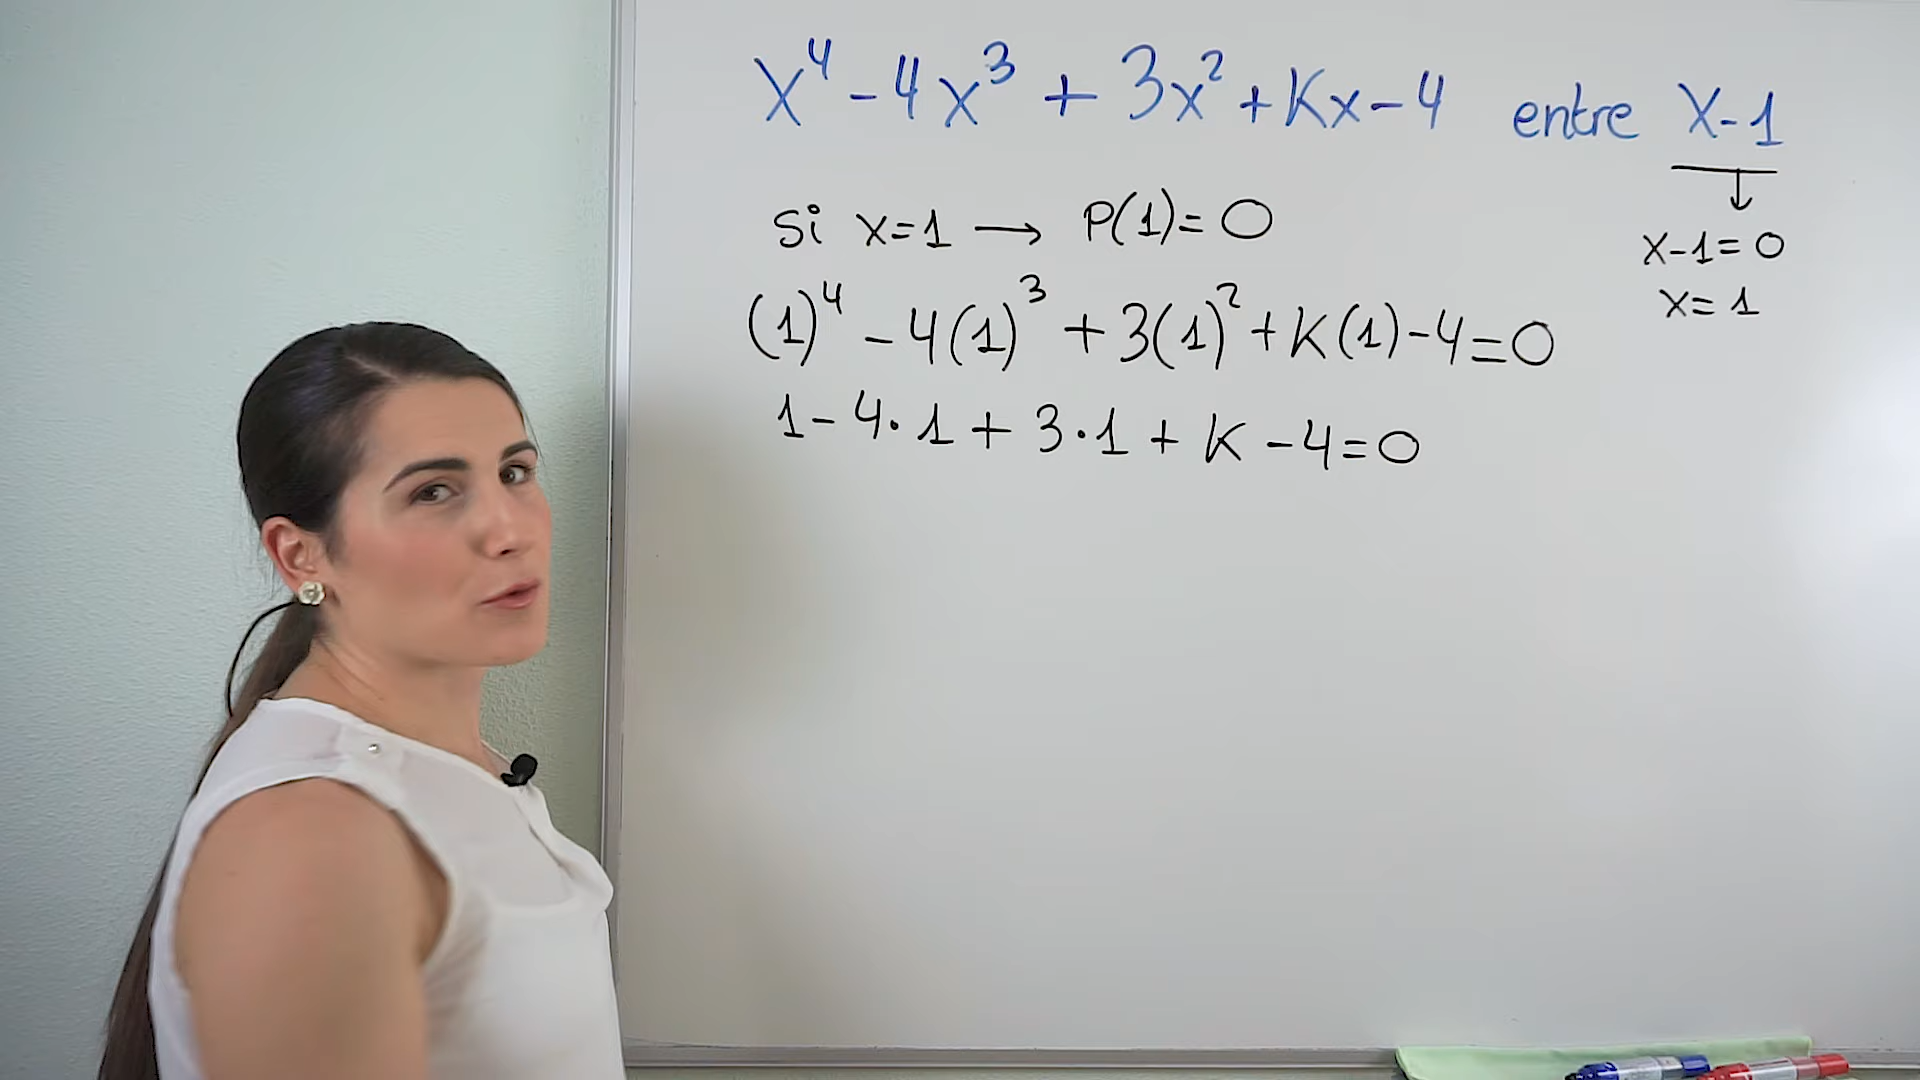 x⁴ - 4x³ + 3x² + Kx - 4 entre x - 1
Si x = 1 → P(1) = 0
x - 1 = 0
x = 1
(1)⁴ - 4(1)³ + 3(1)² + K(1) - 4 = 0
1 - 4 · 1 + 3 · 1 + K - 4 = 0